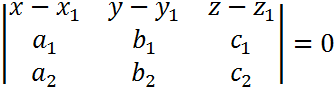 | x − x₁ y − y₁ z − z₁ |
| a₁ b₁ c₁ | = 0
| a₂ b₂ c₂ |